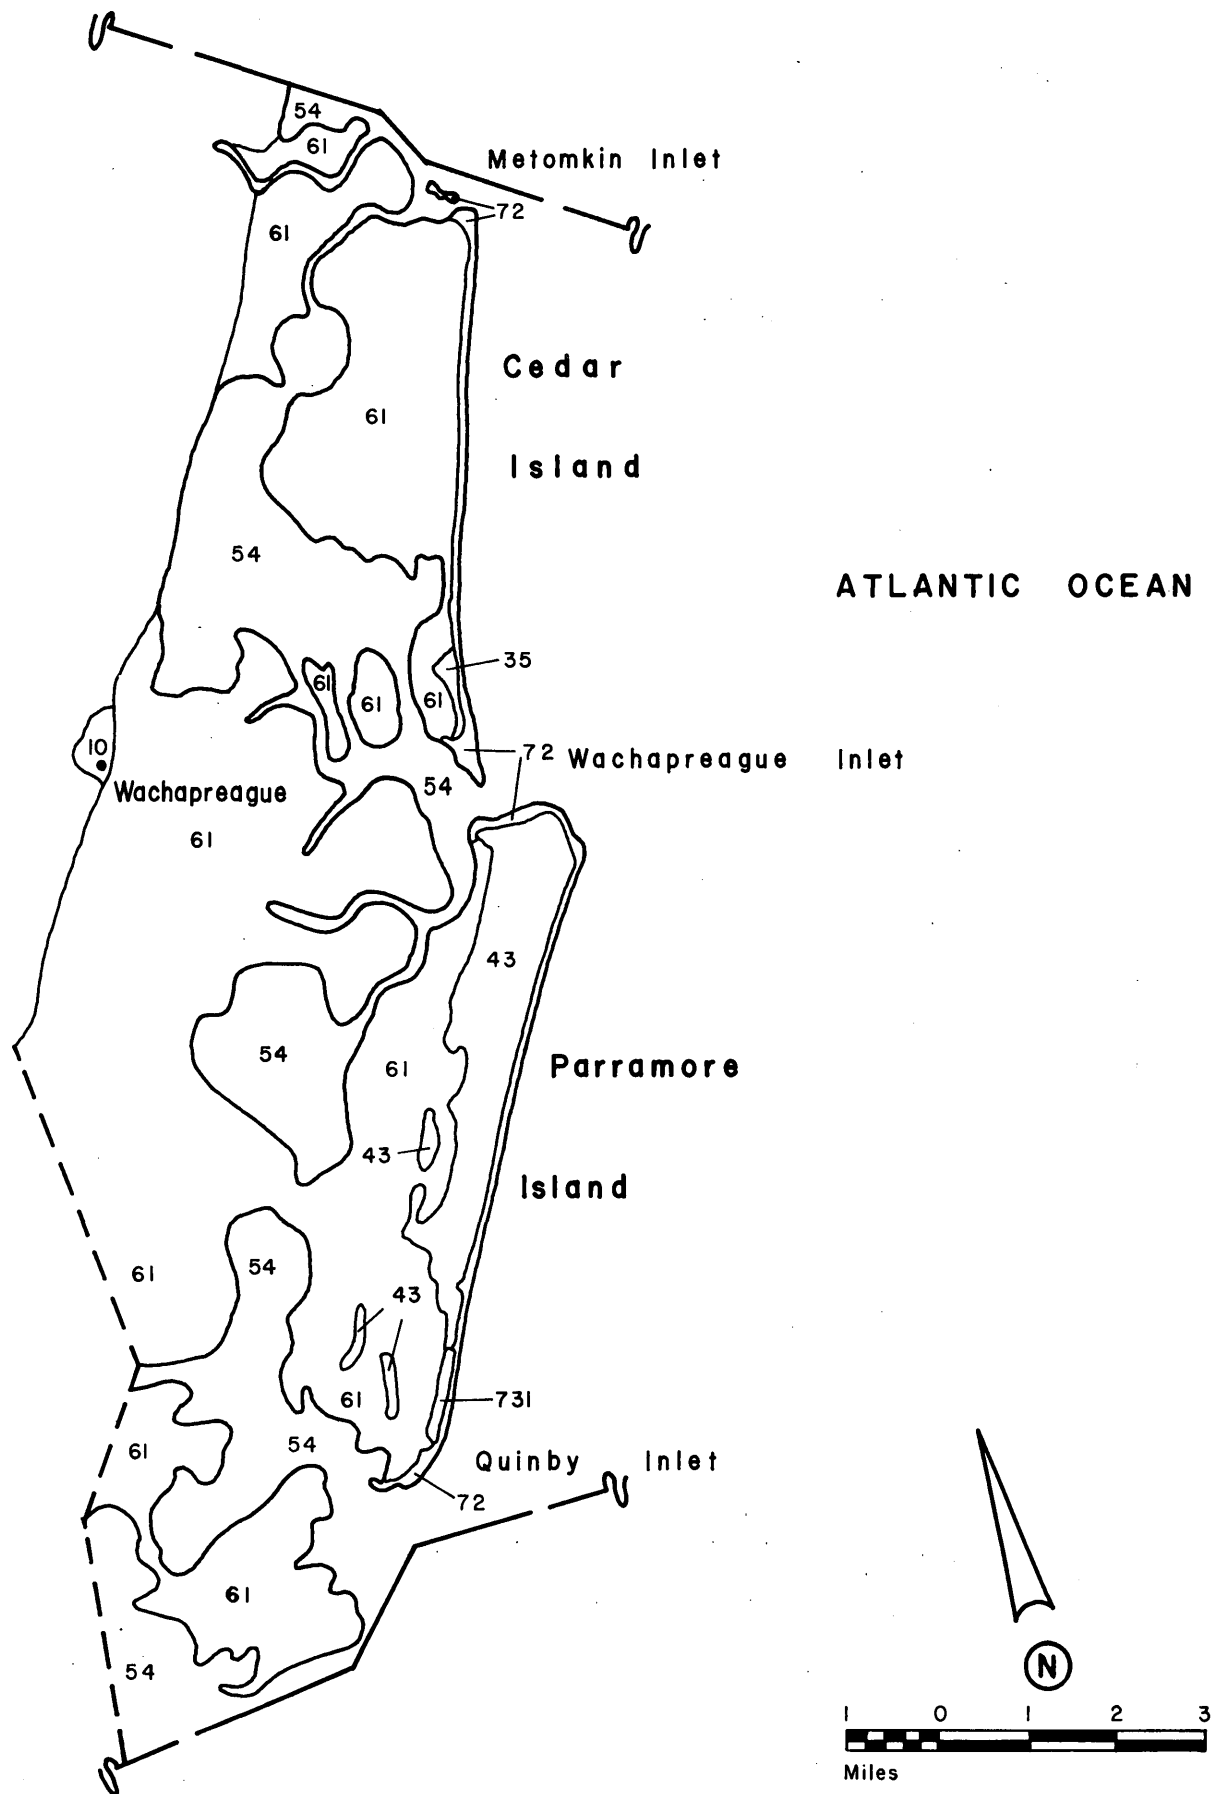 54
61
Metomkin Inlet
72
61
Cedar
61
Island
54
ATLANTIC OCEAN
35
61
61
61
10
72 Wachapreague Inlet
54
Wachapreague
61
43
54
61
Parramore
43
Island
61
54
43
61
731
61
54
Quinby Inlet
72
61
54
N
1 0 1 2 3
Miles